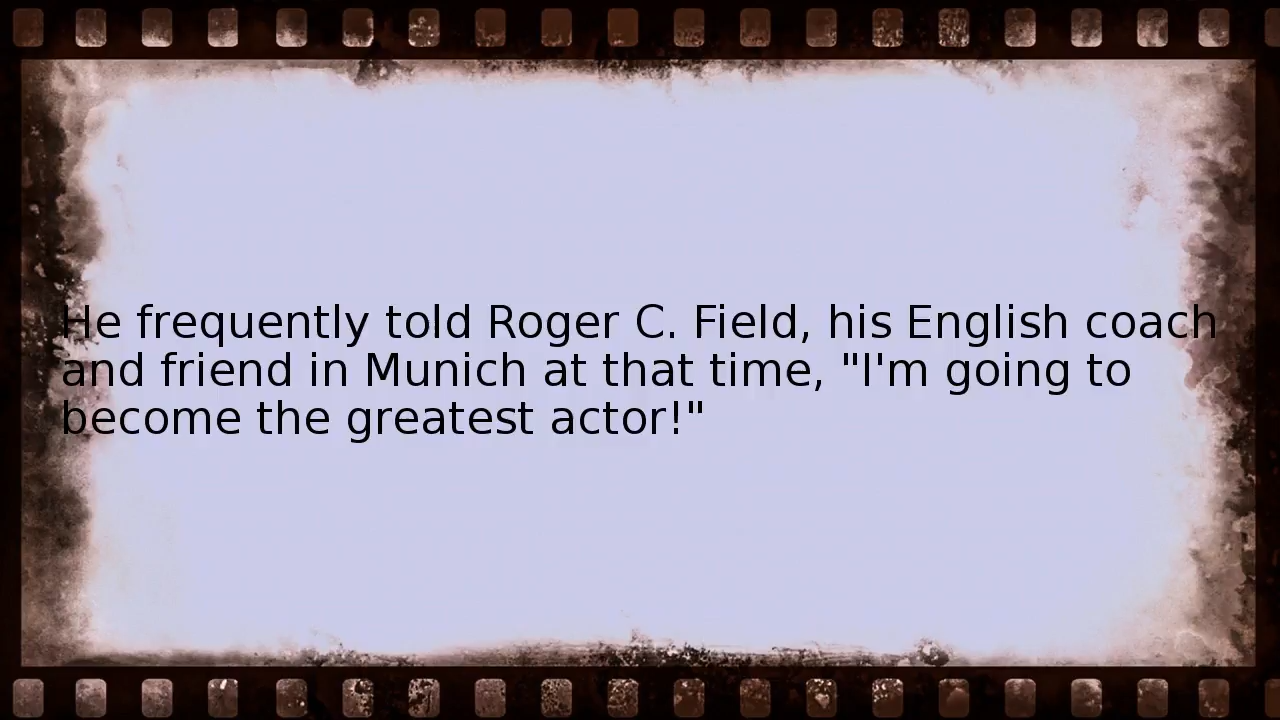 He frequently told Roger C. Field, his English coach
and friend in Munich at that time, "I'm going to
become the greatest actor!"